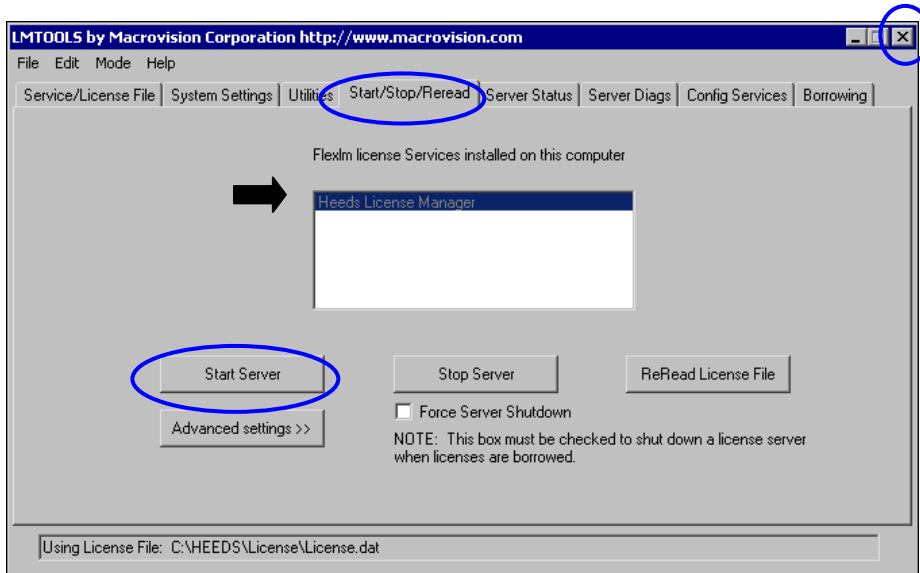 LMTOOLS by Macrovision Corporation http://www.macrovision.com
File Edit Mode Help
Service/License File System Settings Utilities Start/Stop/Reread Server Status Server Diags Config Services Borrowing
Flexlm license Services installed on this computer
Heeds License Manager
Start Server Stop Server ReRead License File
Force Server Shutdown
Advanced settings >>
NOTE: This box must be checked to shut down a license server
when licenses are borrowed.
Using License File: C:\HEEDS\License\License.dat